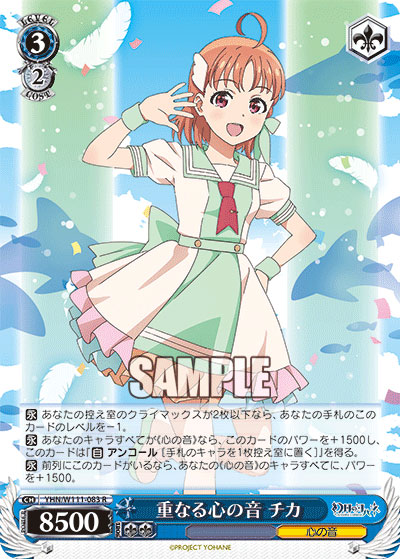 LEVEL
3
2
COST
SAMPLE
永 あなたの控え室のクライマックスが2枚以下なら、あなたの手札のこの
カードのレベルを－1。
永 あなたのキャラすべてが《心の音》なら、このカードのパワーを＋1500し、
このカードは『自 アンコール ［手札のキャラを1枚控え室に置く］』を得る。
永 前列にこのカードがいるなら、あなたの《心の音》のキャラすべてに、パワー
を＋1500。
CH YHN/W111-083 R
8500
重なる心の音 チカ
心の音
©PROJECT YOHANE